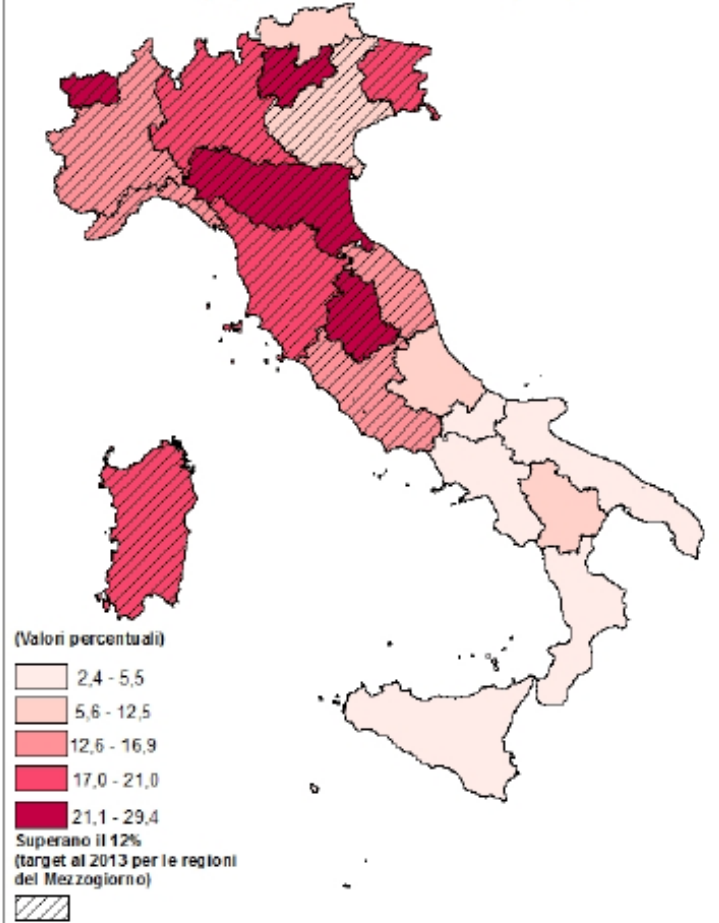 (Valori percentuali)
2,4 - 5,5
5,6 - 12,5
12,6 - 16,9
17,0 - 21,0
21,1 - 29,4
Superano il 12%
(target al 2013 per le regioni
del Mezzogiorno)